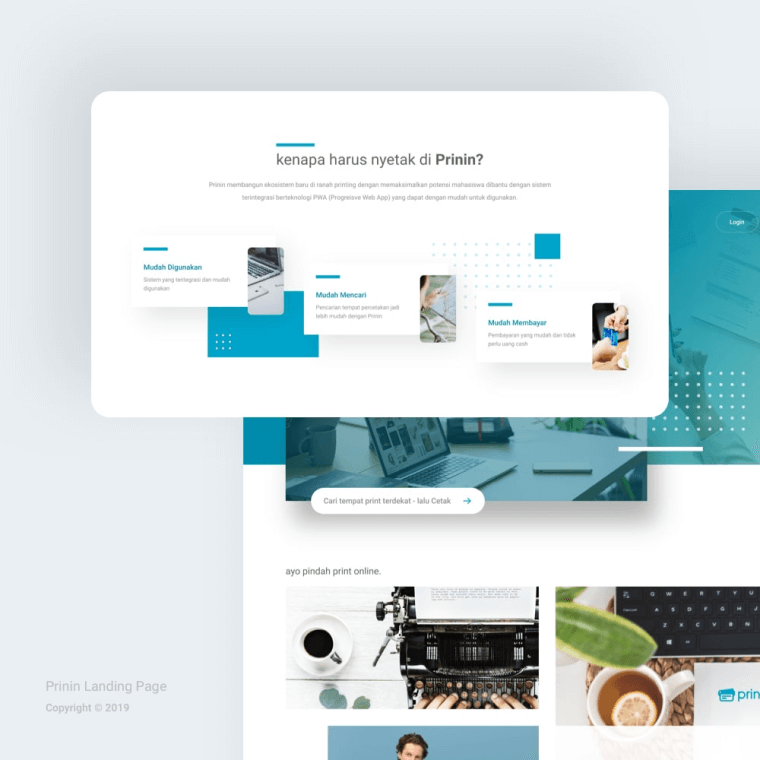 kenapa harus nyetak di Prinin?
Prinin membangun ekosistem baru di ranah printing dengan memaksimalkan potensi mahasiswa dibantu dengan sistem
terintegrasi berteknologi PWA (Progresive Web App) yang dapat dengan mudah untuk digunakan.
Login
Mudah Digunakan
Sistem yang terisgrasi dan mudah
digunakan
Mudah Mencari
Pencarian tempat percetakan jadi
lebih mudah dengan Prinin
Mudah Membayar
Pembayaran yang mudah dan tidak
perlu uang cash
Cari tempat print terdekat - lalu Cetak
ayo pindah print online.
Q W E R T Y U
A S D F G H J
Z X C V B N
prin
Prinin Landing Page
Copyright © 2019